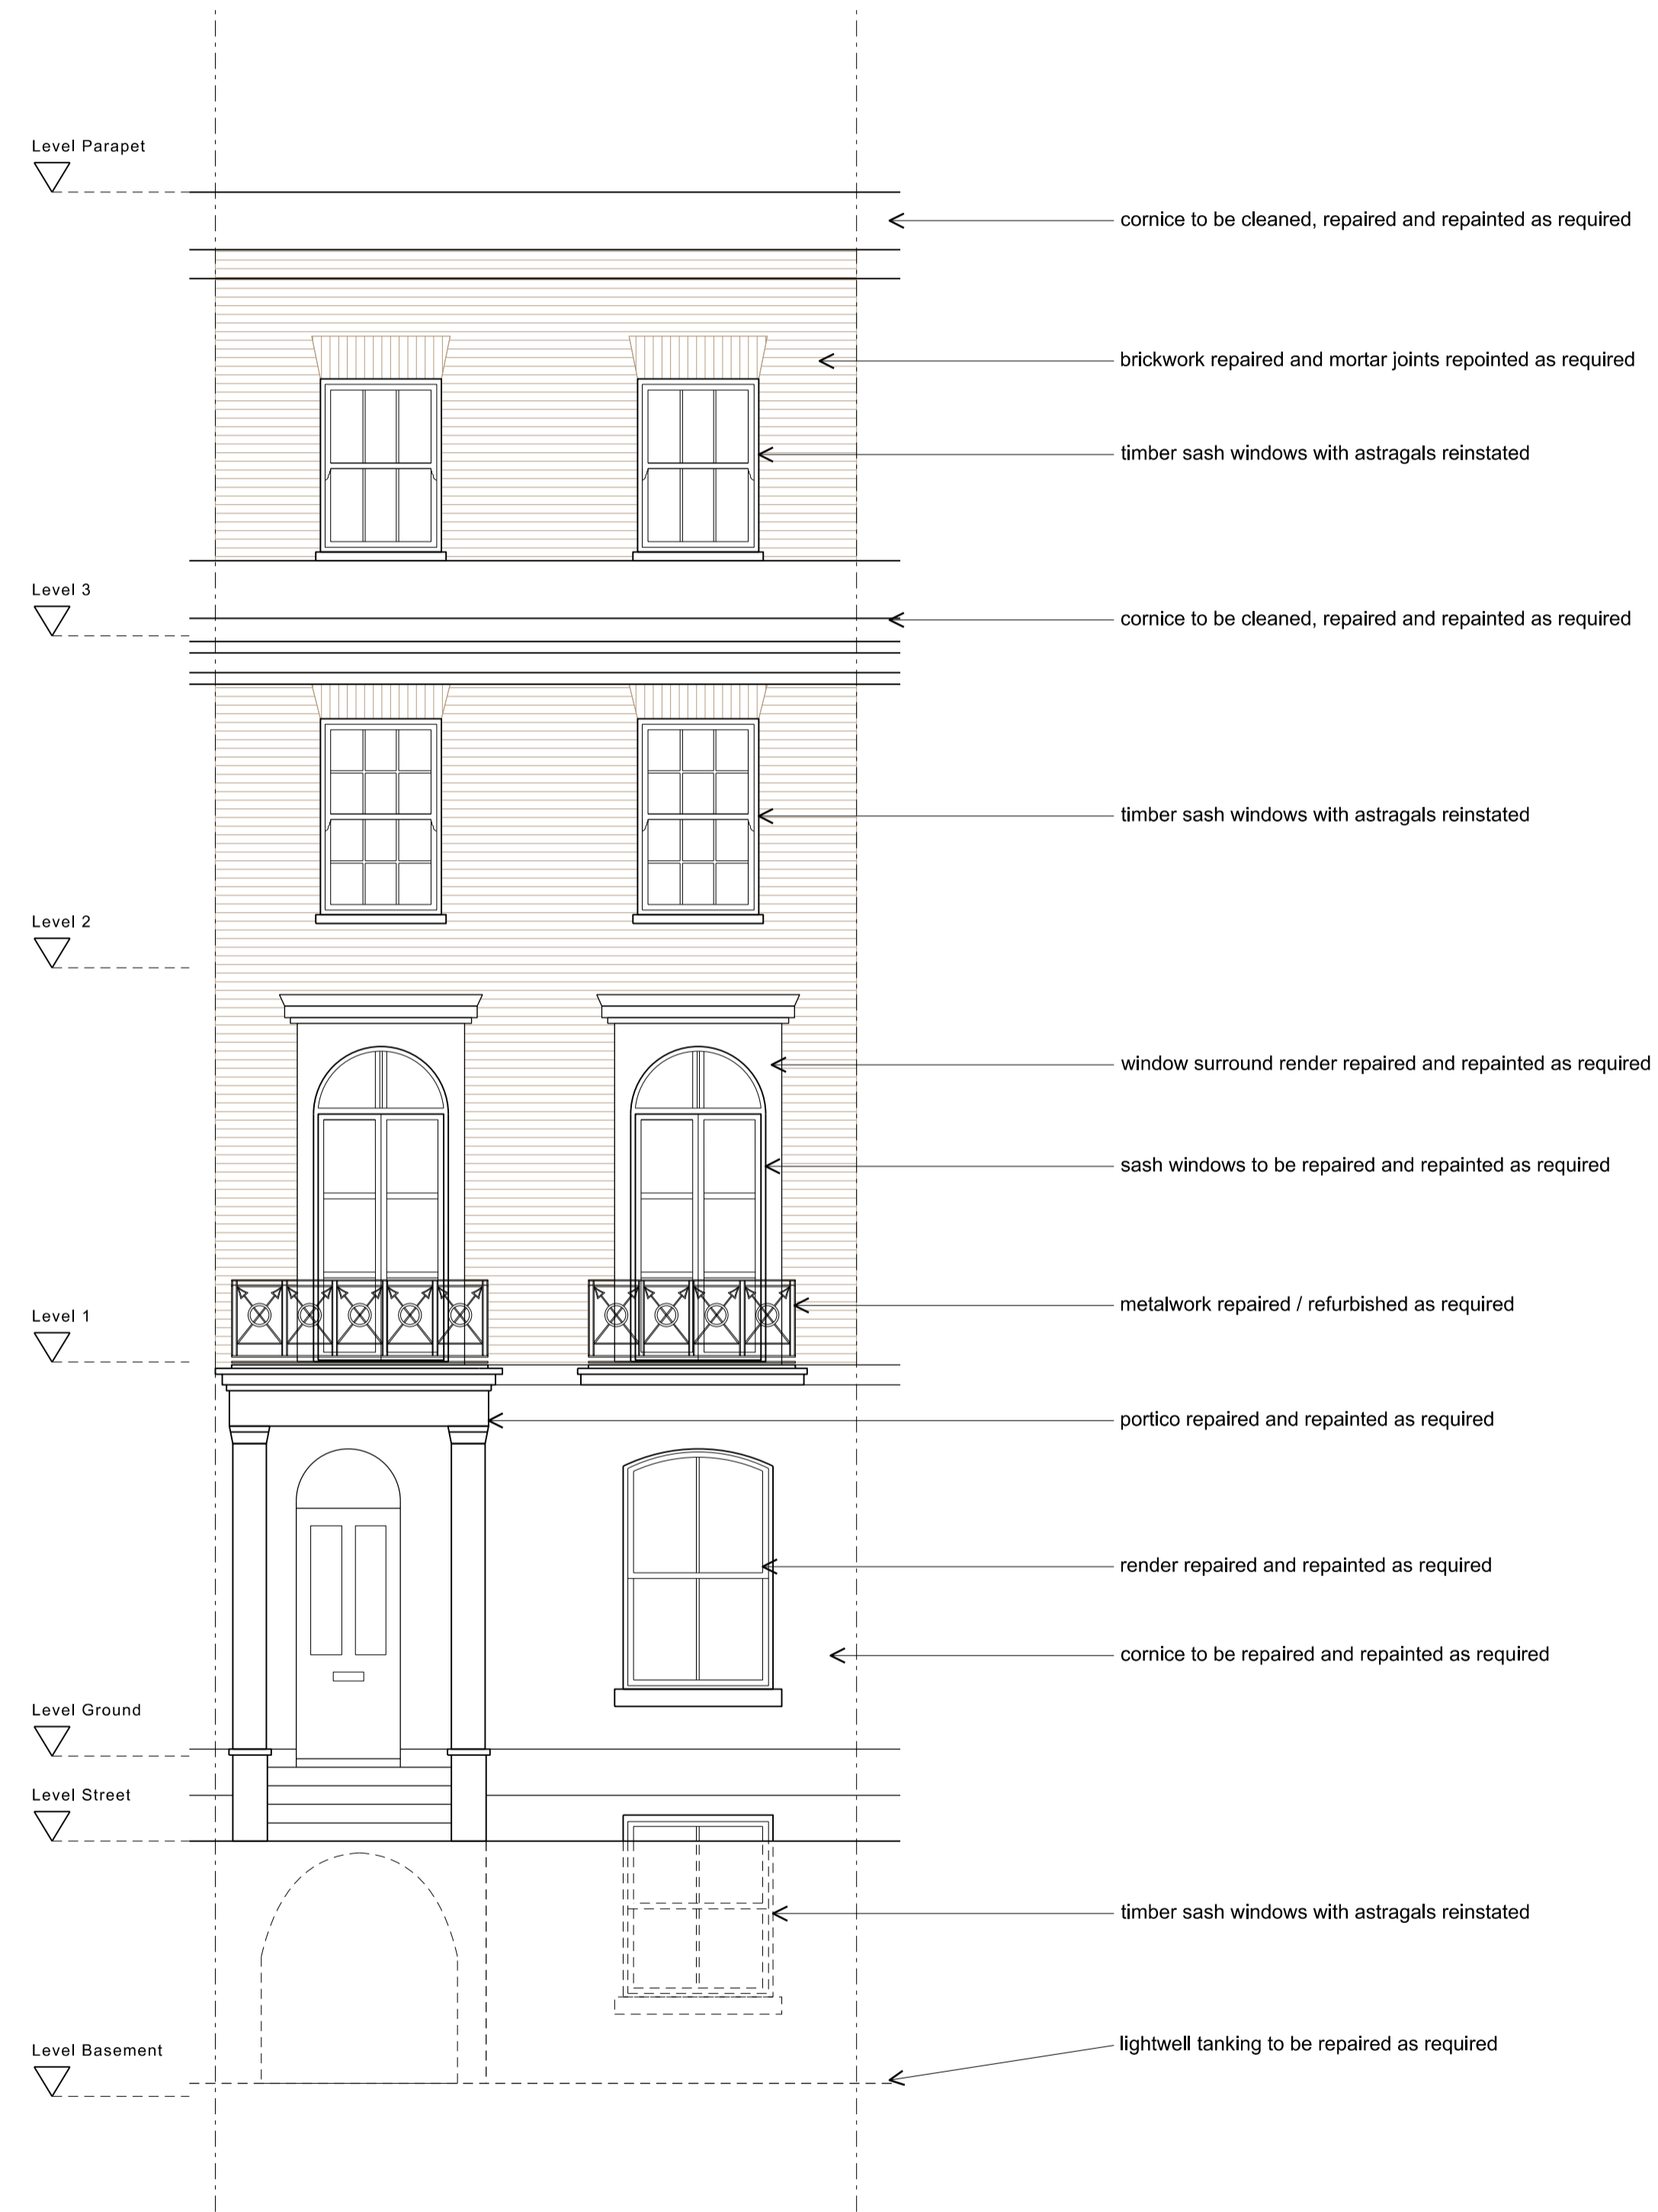 Level Parapet
cornice to be cleaned, repaired and repainted as required
brickwork repaired and mortar joints repointed as required
timber sash windows with astragals reinstated
Level 3
cornice to be cleaned, repaired and repainted as required
timber sash windows with astragals reinstated
Level 2
window surround render repaired and repainted as required
sash windows to be repaired and repainted as required
metalwork repaired / refurbished as required
Level 1
portico repaired and repainted as required
render repaired and repainted as required
cornice to be repaired and repainted as required
Level Ground
Level Street
timber sash windows with astragals reinstated
lightwell tanking to be repaired as required
Level Basement